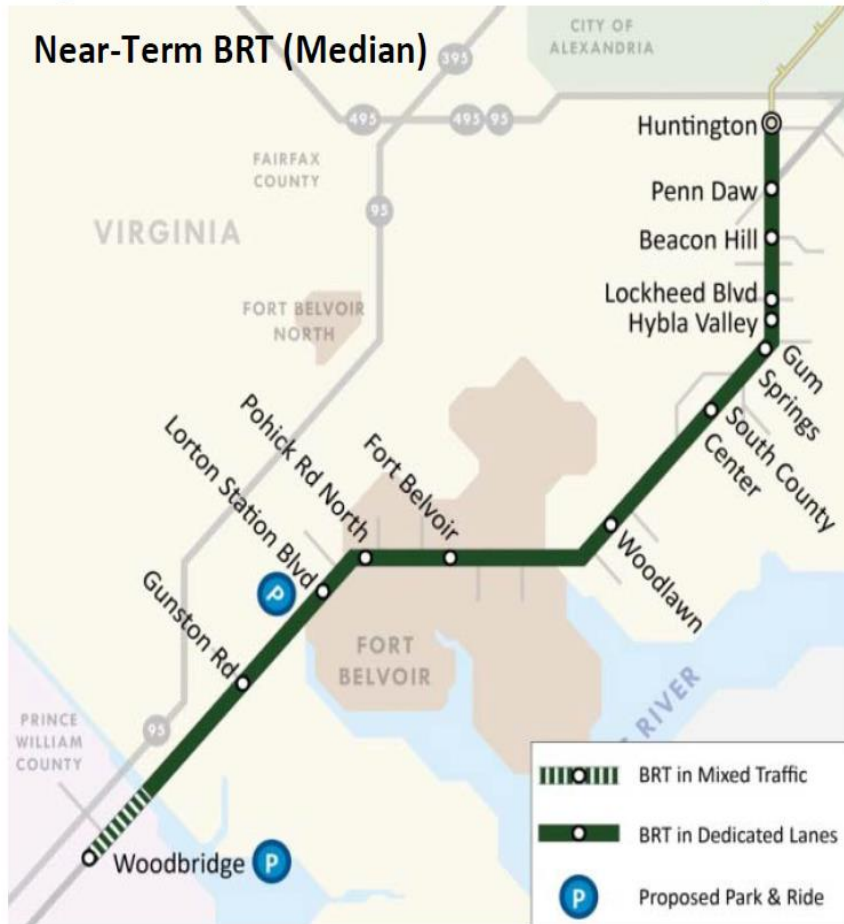 Near-Term BRT (Median)
CITY OF
ALEXANDRIA
395
495
495
95
Huntington
FAIRFAX
COUNTY
Penn Daw
95
VIRGINIA
Beacon Hill
Lockheed Blvd
Hybla Valley
FORT BELVOIR
NORTH
Gum
Springs
South County
Center
Pohick Rd North
Fort Belvoir
Lorton Station Blvd
Woodlawn
P
Gunston Rd
FORT
BELVOIR
RIVER
PRINCE
WILLIAM
COUNTY
95
Woodbridge P
BRT in Mixed Traffic
BRT in Dedicated Lanes
P Proposed Park & Ride